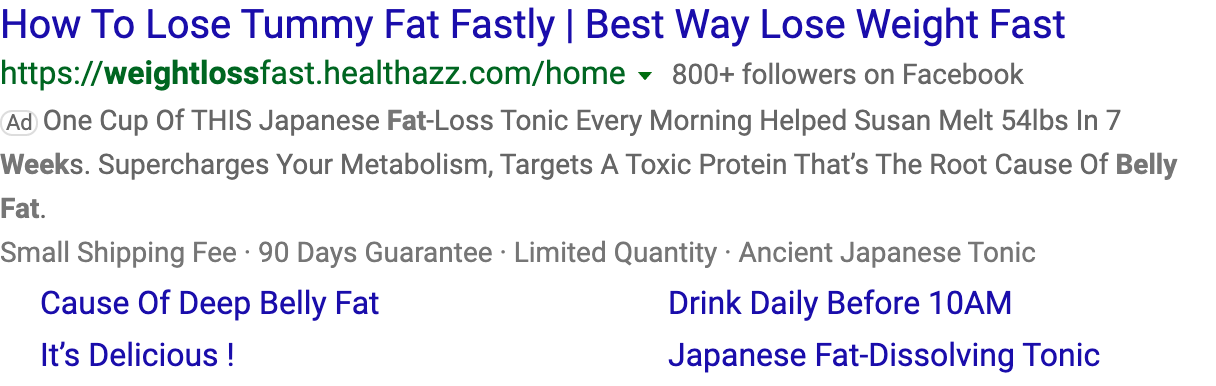 How To Lose Tummy Fat Fastly | Best Way Lose Weight Fast
https://weightlossfast.healthazz.com/home 800+ followers on Facebook
Ad One Cup Of THIS Japanese Fat-Loss Tonic Every Morning Helped Susan Melt 54lbs In 7
Weeks. Supercharges Your Metabolism, Targets A Toxic Protein That’s The Root Cause Of Belly
Fat.
Small Shipping Fee · 90 Days Guarantee · Limited Quantity · Ancient Japanese Tonic
Cause Of Deep Belly Fat Drink Daily Before 10AM
It’s Delicious ! Japanese Fat-Dissolving Tonic